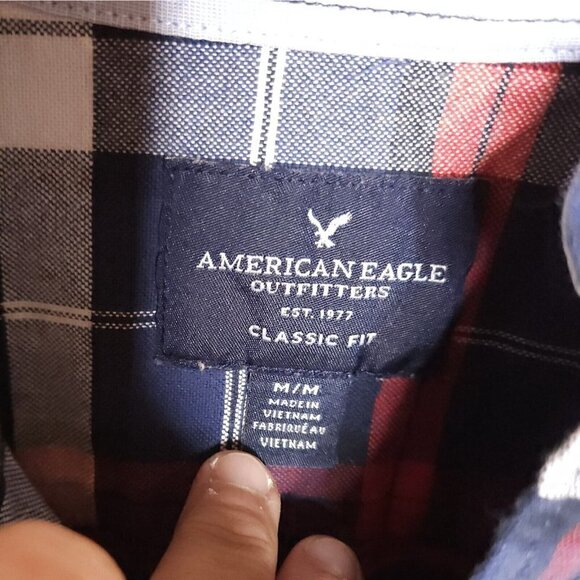 AMERICAN EAGLE
OUTFITTERS
EST. 1977
CLASSIC FIT
M/M
MADE IN
VIETNAM
FABRIQUÉ AU
VIETNAM